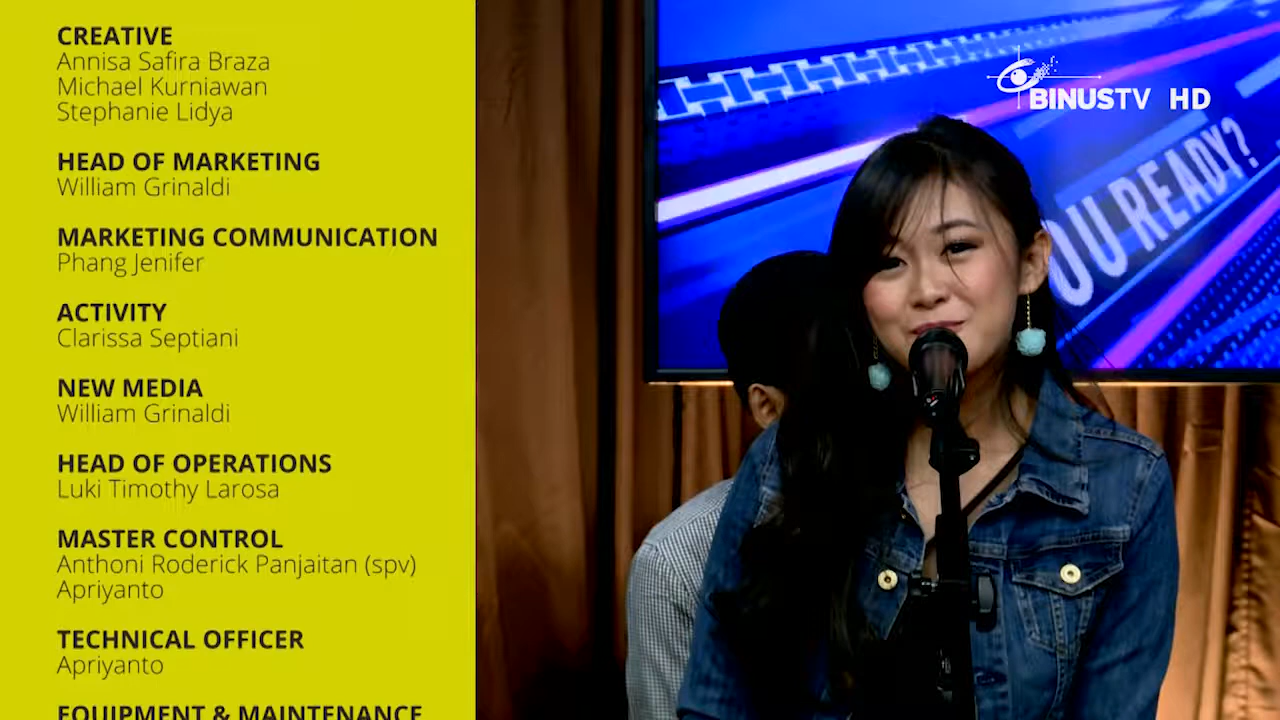 CREATIVE
Annisa Safira Braza
Michael Kurniawan
Stephanie Lidya
HEAD OF MARKETING
William Grinaldi
MARKETING COMMUNICATION
Phang Jenifer
ACTIVITY
Clarissa Septiani
NEW MEDIA
William Grinaldi
HEAD OF OPERATIONS
Luki Timothy Larosa
MASTER CONTROL
Anthoni Roderick Panjaitan (spv)
Apriyanto
TECHNICAL OFFICER
Apriyanto
EQUIPMENT & MAINTENANCE
BINUSTV HD
OU READY?